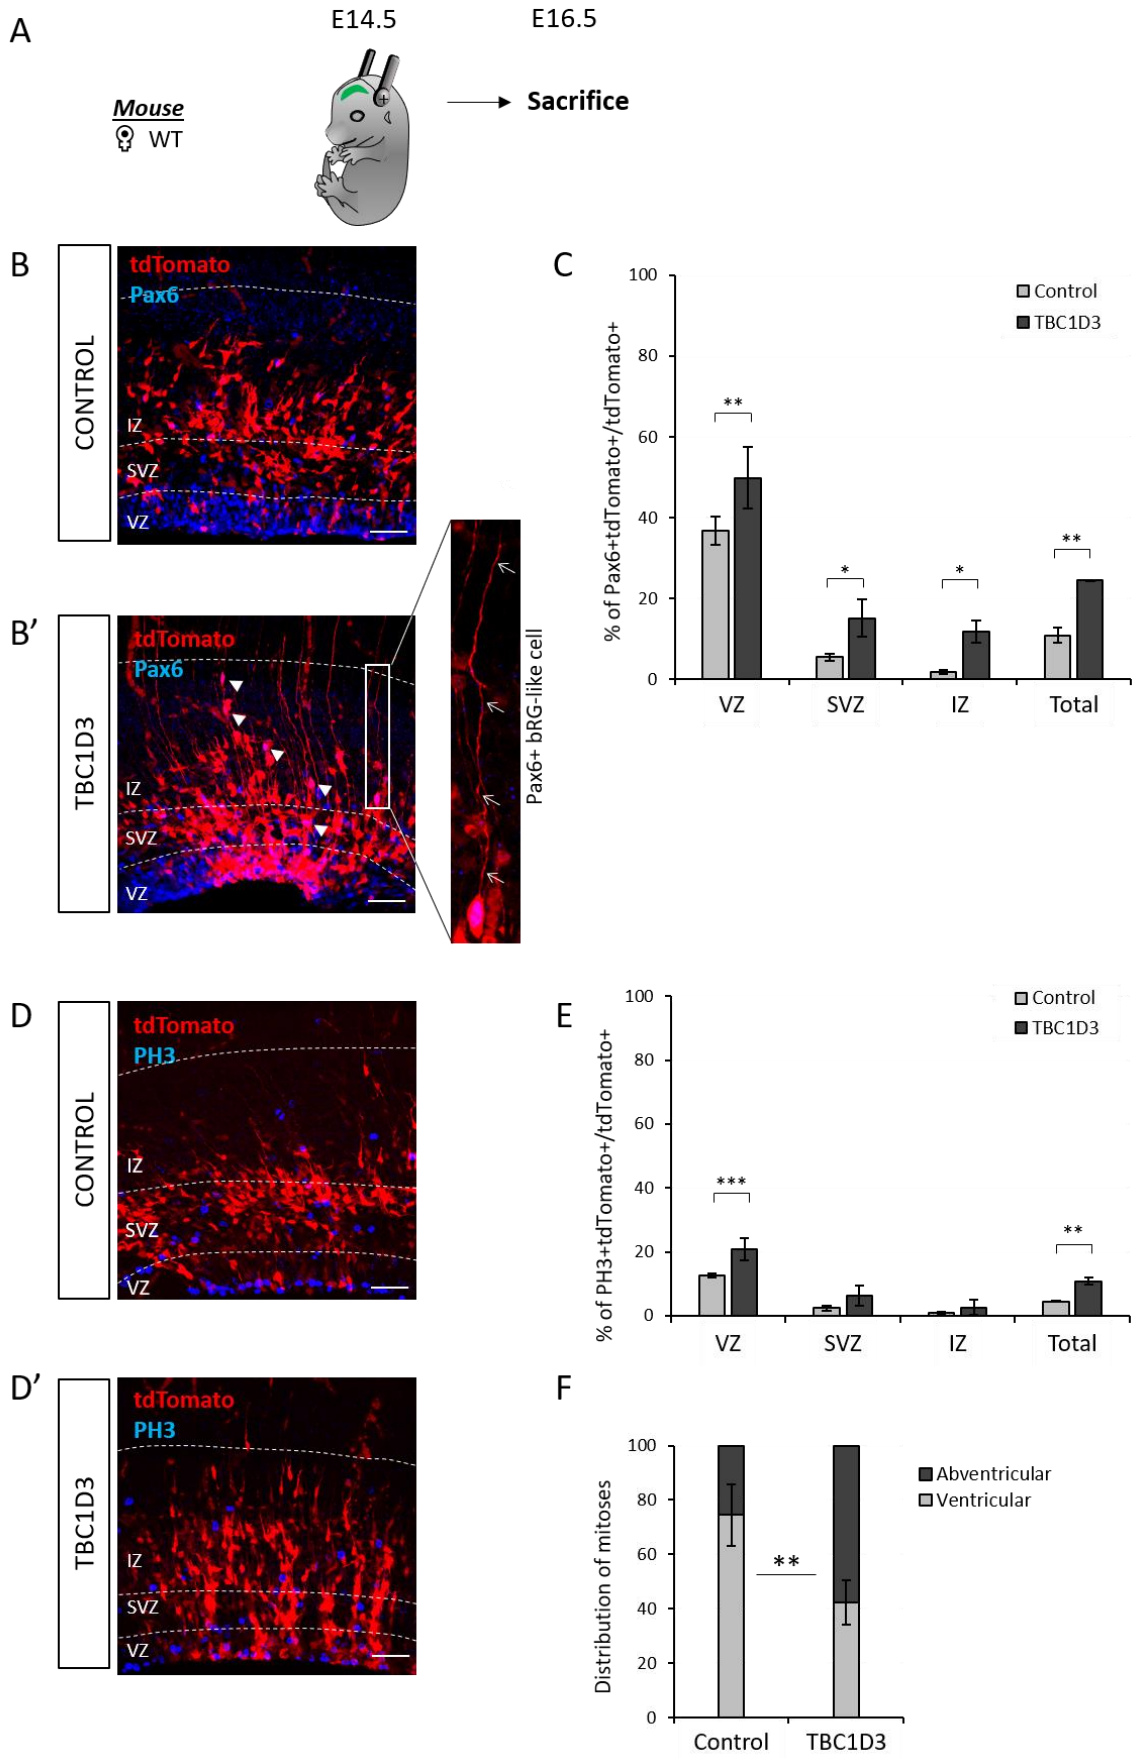 A
E14.5
E16.5
Mouse
WT
Sacrifice
B
CONTROL
tdTomato
Pax6
IZ
SVZ
VZ
C
% of Pax6+tdTomato+/tdTomato+
100
80
60
40
20
0
Control
TBC1D3
**
*
*
**
VZ
SVZ
IZ
Total
B’
TBC1D3
tdTomato
Pax6
IZ
SVZ
VZ
Pax6+ bRG-like cell
D
CONTROL
tdTomato
PH3
IZ
SVZ
VZ
E
% of PH3+tdTomato+/tdTomato+
100
80
60
40
20
0
Control
TBC1D3
***
**
VZ
SVZ
IZ
Total
D’
TBC1D3
tdTomato
PH3
IZ
SVZ
VZ
F
Distribution of mitoses
100
80
60
40
20
0
**
Abventricular
Ventricular
Control
TBC1D3